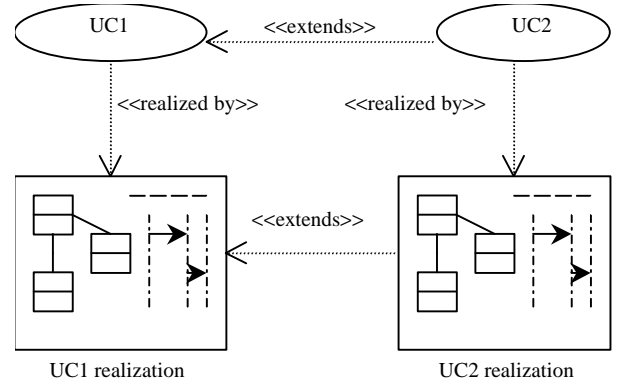 UC1
<<extends>>
UC2
<<realized by>>
<<realized by>>
<<extends>>
UC1 realization
UC2 realization